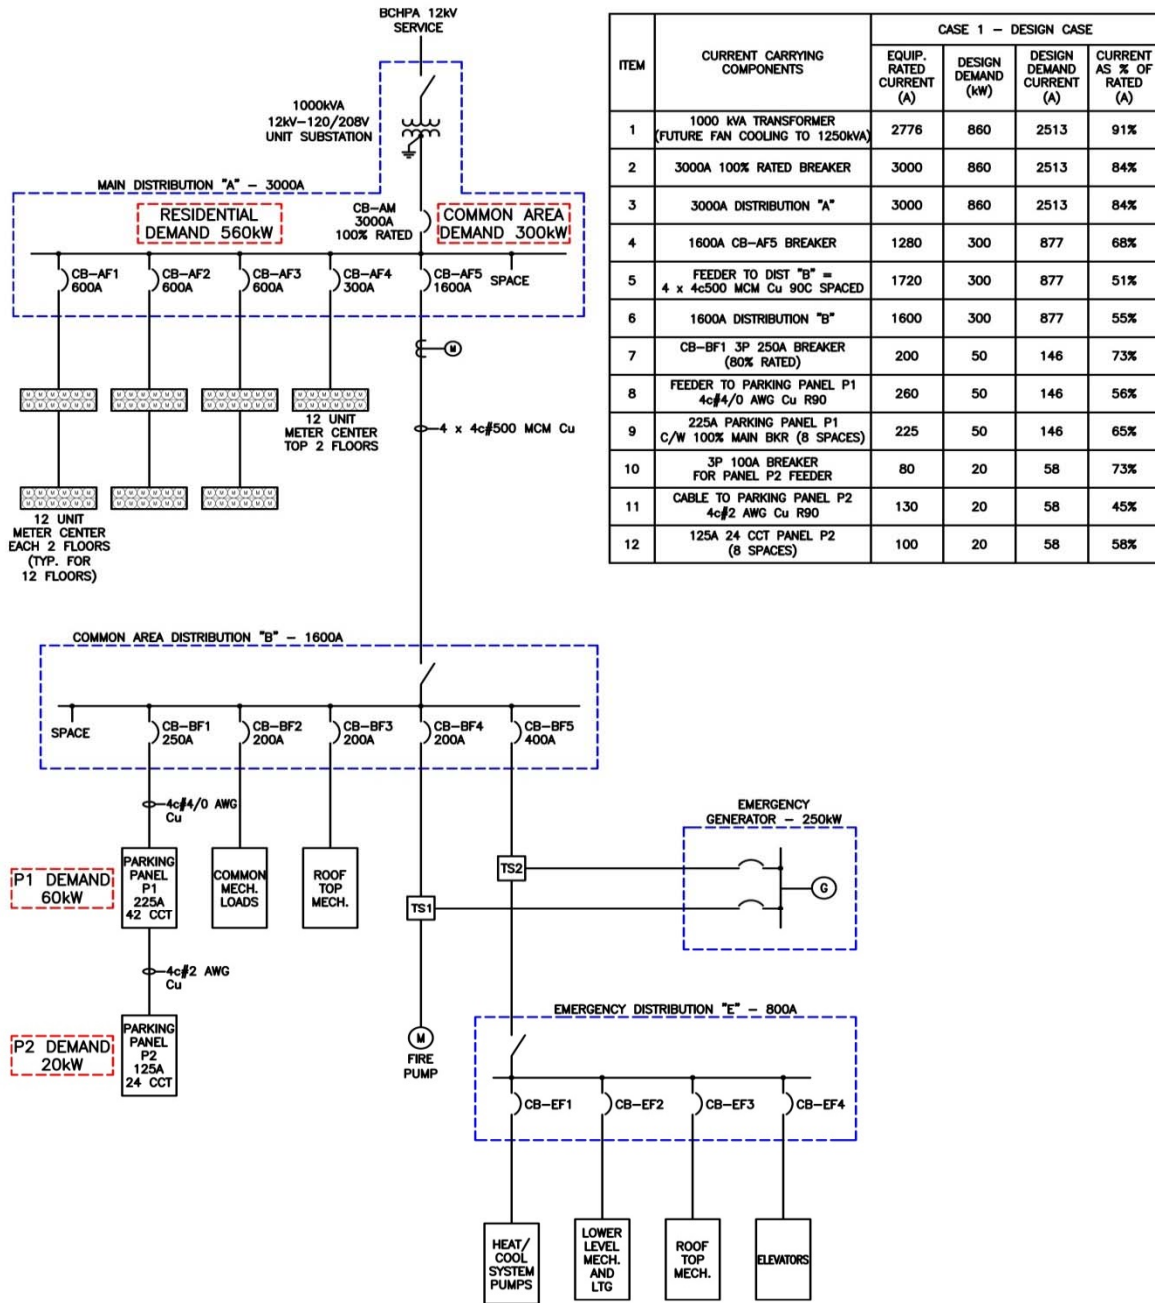 BCHPA 12kV
SERVICE
1000kVA
12kV-120/208V
UNIT SUBSTATION
MAIN DISTRIBUTION "A" - 3000A
RESIDENTIAL
DEMAND 560kW
CB-AM
3000A
100% RATED
COMMON AREA
DEMAND 300kW
CB-AF1
600A
CB-AF2
600A
CB-AF3
600A
CB-AF4
300A
CB-AF5
1600A
SPACE
M
12 UNIT
METER CENTER
TOP 2 FLOORS
4 x 4c#500 MCM Cu
12 UNIT
METER CENTER
EACH 2 FLOORS
(TYP. FOR
12 FLOORS)
ITEM CURRENT CARRYING COMPONENTS CASE 1 - DESIGN CASE
EQUIP. RATED CURRENT (A) DESIGN DEMAND (kW) DESIGN DEMAND CURRENT (A) CURRENT AS % OF RATED (A)
1 1000 kVA TRANSFORMER (FUTURE FAN COOLING TO 1250kVA) 2776 860 2513 91%
2 3000A 100% RATED BREAKER 3000 860 2513 84%
3 3000A DISTRIBUTION "A" 3000 860 2513 84%
4 1600A CB-AF5 BREAKER 1280 300 877 68%
5 FEEDER TO DIST "B" = 4 x 4c500 MCM Cu 90C SPACED 1720 300 877 51%
6 1600A DISTRIBUTION "B" 1600 300 877 55%
7 CB-BF1 3P 250A BREAKER (80% RATED) 200 50 146 73%
8 FEEDER TO PARKING PANEL P1 4c#4/0 AWG Cu R90 260 50 146 56%
9 225A PARKING PANEL P1 C/W 100% MAIN BKR (8 SPACES) 225 50 146 65%
10 3P 100A BREAKER FOR PANEL P2 FEEDER 80 20 58 73%
11 CABLE TO PARKING PANEL P2 4c#2 AWG Cu R90 130 20 58 45%
12 125A 24 CCT PANEL P2 (8 SPACES) 100 20 58 58%
COMMON AREA DISTRIBUTION "B" - 1600A
SPACE
CB-BF1
250A
CB-BF2
200A
CB-BF3
200A
CB-BF4
200A
CB-BF5
400A
4c#4/0 AWG
Cu
P1 DEMAND
60kW
PARKING
PANEL
P1
225A
42 CCT
COMMON
MECH.
LOADS
ROOF
TOP
MECH.
TS1
TS2
EMERGENCY
GENERATOR - 250kW
G
4c#2 AWG
Cu
P2 DEMAND
20kW
PARKING
PANEL
P2
125A
24 CCT
M
FIRE
PUMP
EMERGENCY DISTRIBUTION "E" - 800A
CB-EF1
CB-EF2
CB-EF3
CB-EF4
HEAT/
COOL
SYSTEM
PUMPS
LOWER
LEVEL
MECH.
AND
LTG
ROOF
TOP
MECH.
ELEVATORS